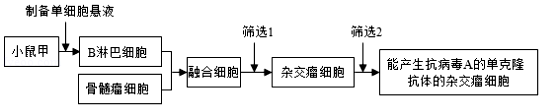 制备单细胞悬液
筛选1
筛选2
小鼠甲
B淋巴细胞
骨髓瘤细胞
融合细胞
杂交瘤细胞
能产生抗病毒A的单克隆
抗体的杂交瘤细胞